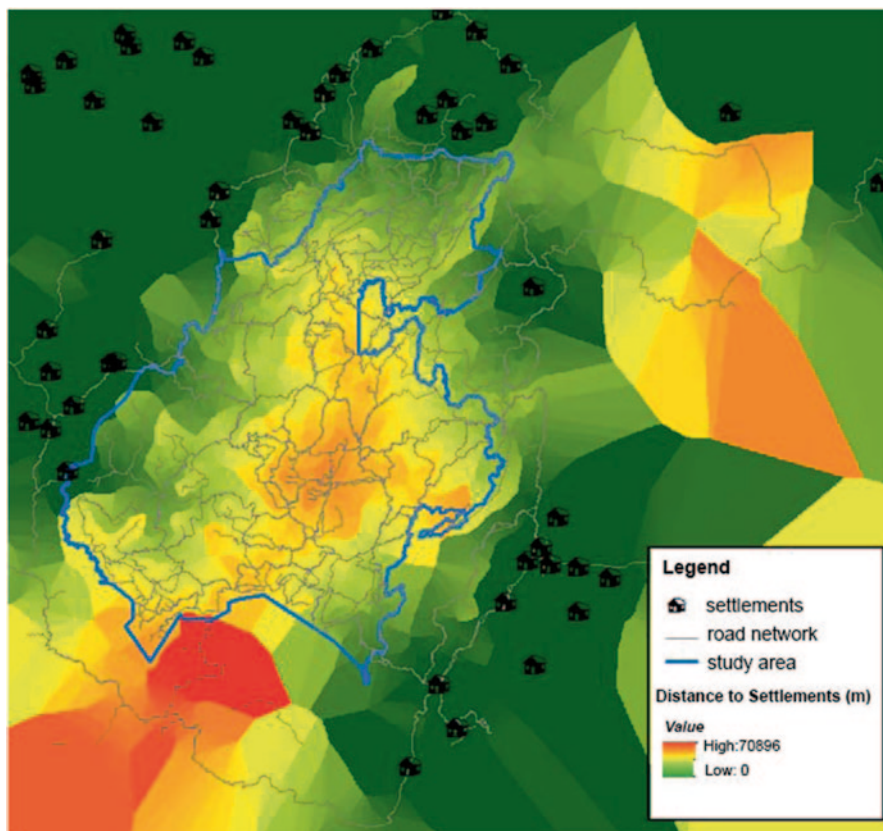 Legend
settlements
road network
study area
Distance to Settlements (m)
Value
High:70896
Low: 0